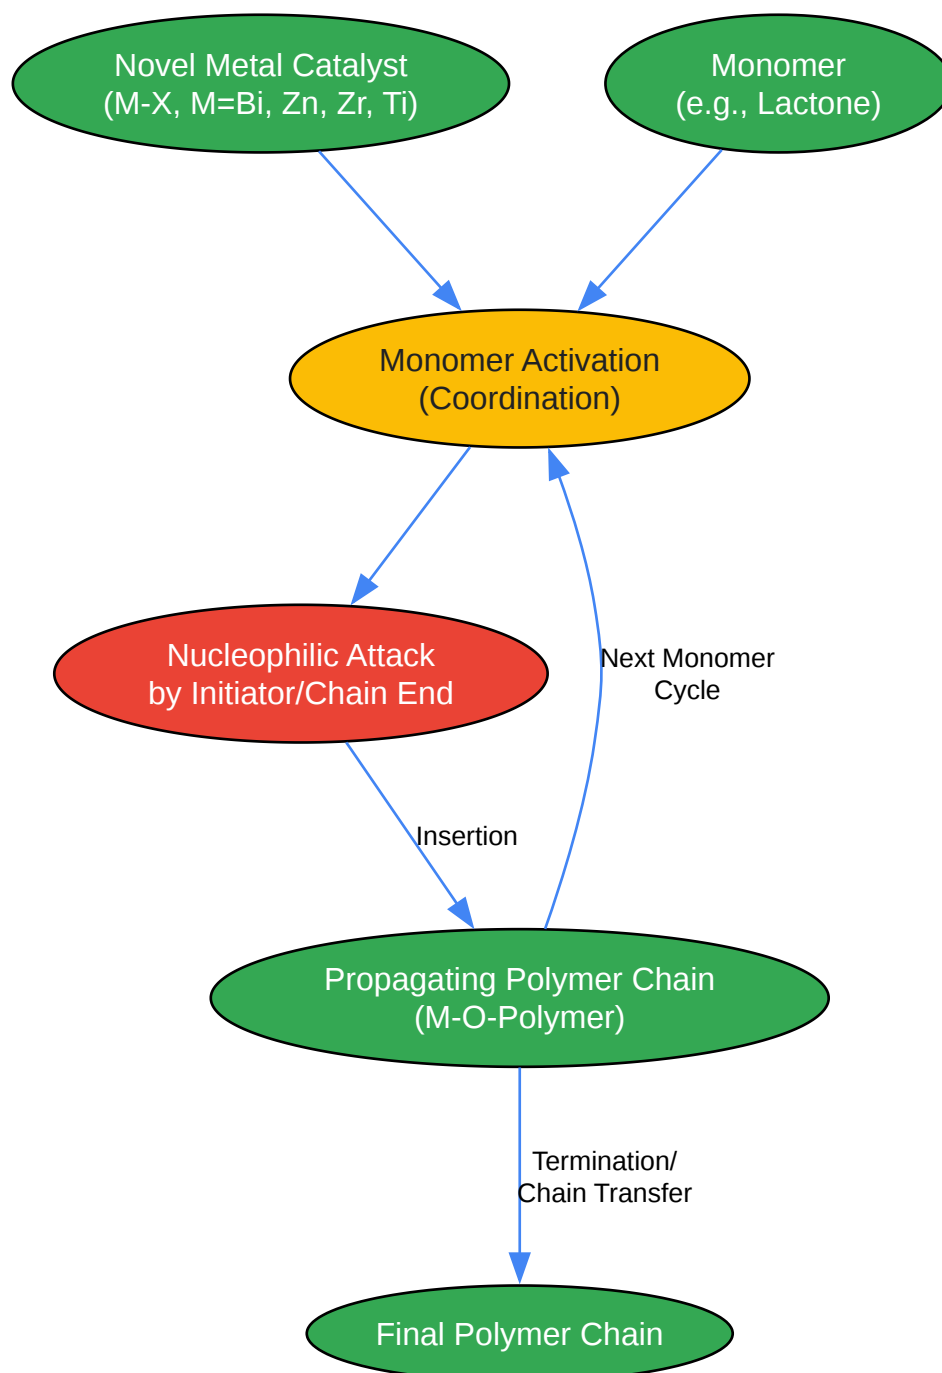 Novel Metal Catalyst
(M-X, M=Bi, Zn, Zr, Ti)
Monomer
(e.g., Lactone)
Monomer Activation
(Coordination)
Nucleophilic Attack
by Initiator/Chain End
Next Monomer
Cycle
Insertion
Propagating Polymer Chain
(M-O-Polymer)
Termination/
Chain Transfer
Final Polymer Chain